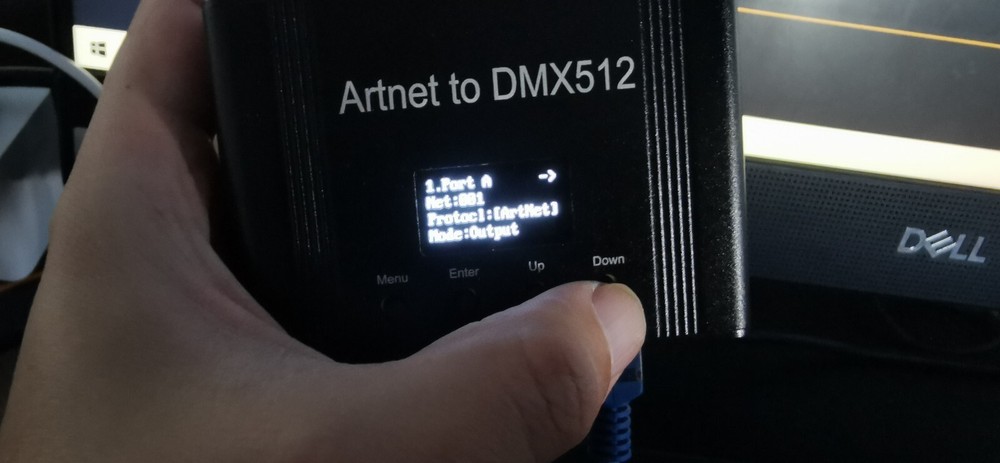 Artnet to DMX512
1.Port A ->
Net:001
Protocl:[ArtNet]
Mode:Output
Menu Enter Up Down
DELL